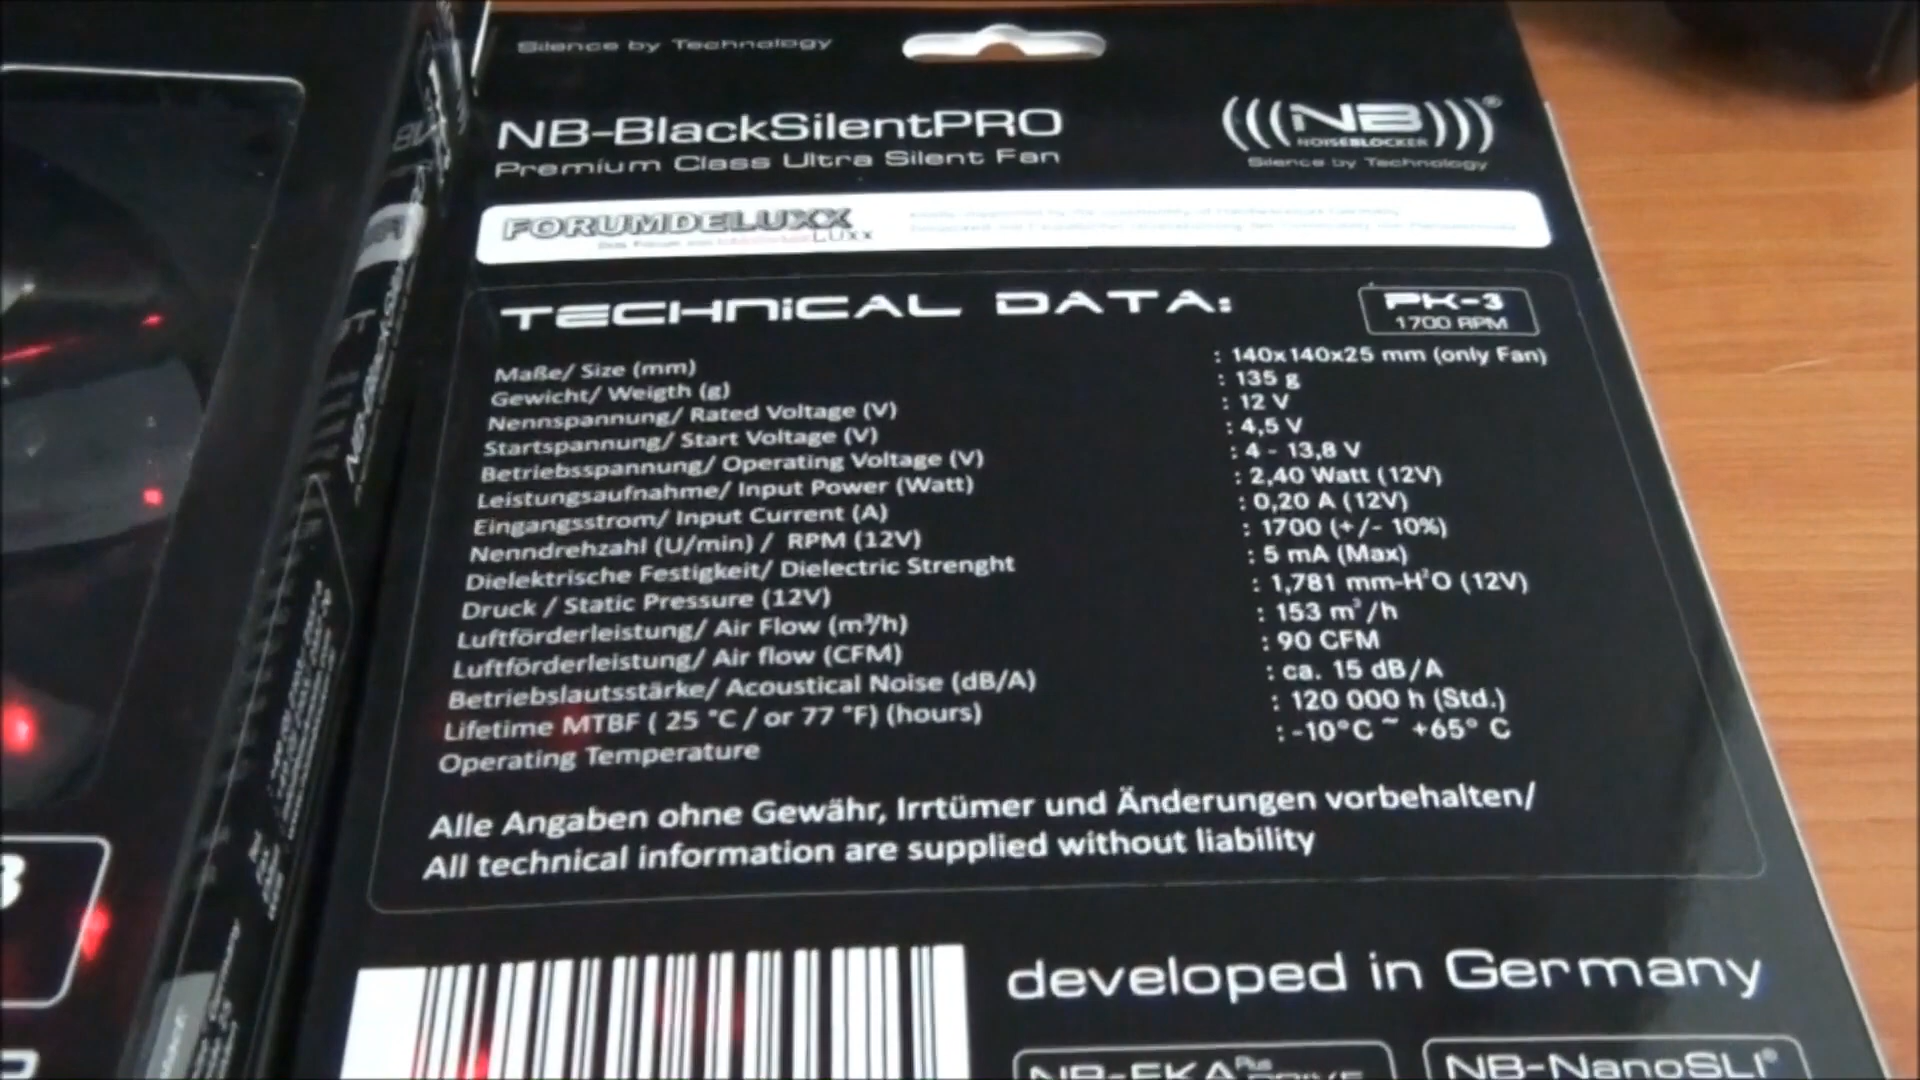 Silence by Technology
NB-BlackSilentPRO
Premium Class Ultra Silent Fan
(((NB)))®
NOISEBLOCKER
Silence by Technology
FORUMDELUXX
TECHNiCAL DATA:
PK-3
1700 RPM
Maße/ Size (mm) : 140x140x25 mm (only Fan)
Gewicht/ Weigth (g) : 135 g
Nennspannung/ Rated Voltage (V) : 12 V
Startspannung/ Start Voltage (V) : 4,5 V
Betriebsspannung/ Operating Voltage (V) : 4 - 13,8 V
Leistungsaufnahme/ Input Power (Watt) : 2,40 Watt (12V)
Eingangsstrom/ Input Current (A) : 0,20 A (12V)
Nenndrehzahl (U/min) / RPM (12V) : 1700 (+/- 10%)
Dielektrische Festigkeit/ Dielectric Strenght : 5 mA (Max)
Druck / Static Pressure (12V) : 1,781 mm-H²O (12V)
Luftförderleistung/ Air Flow (m³/h) : 153 m³/h
Luftförderleistung/ Air flow (CFM) : 90 CFM
Betriebslautsstärke/ Acoustical Noise (dB/A) : ca. 15 dB/A
Lifetime MTBF ( 25 °C / or 77 °F) (hours) : 120 000 h (Std.)
Operating Temperature : -10°C ~ +65° C
Alle Angaben ohne Gewähr, Irrtümer und Änderungen vorbehalten/
All technical information are supplied without liability
developed in Germany
NB-NanoSLI®